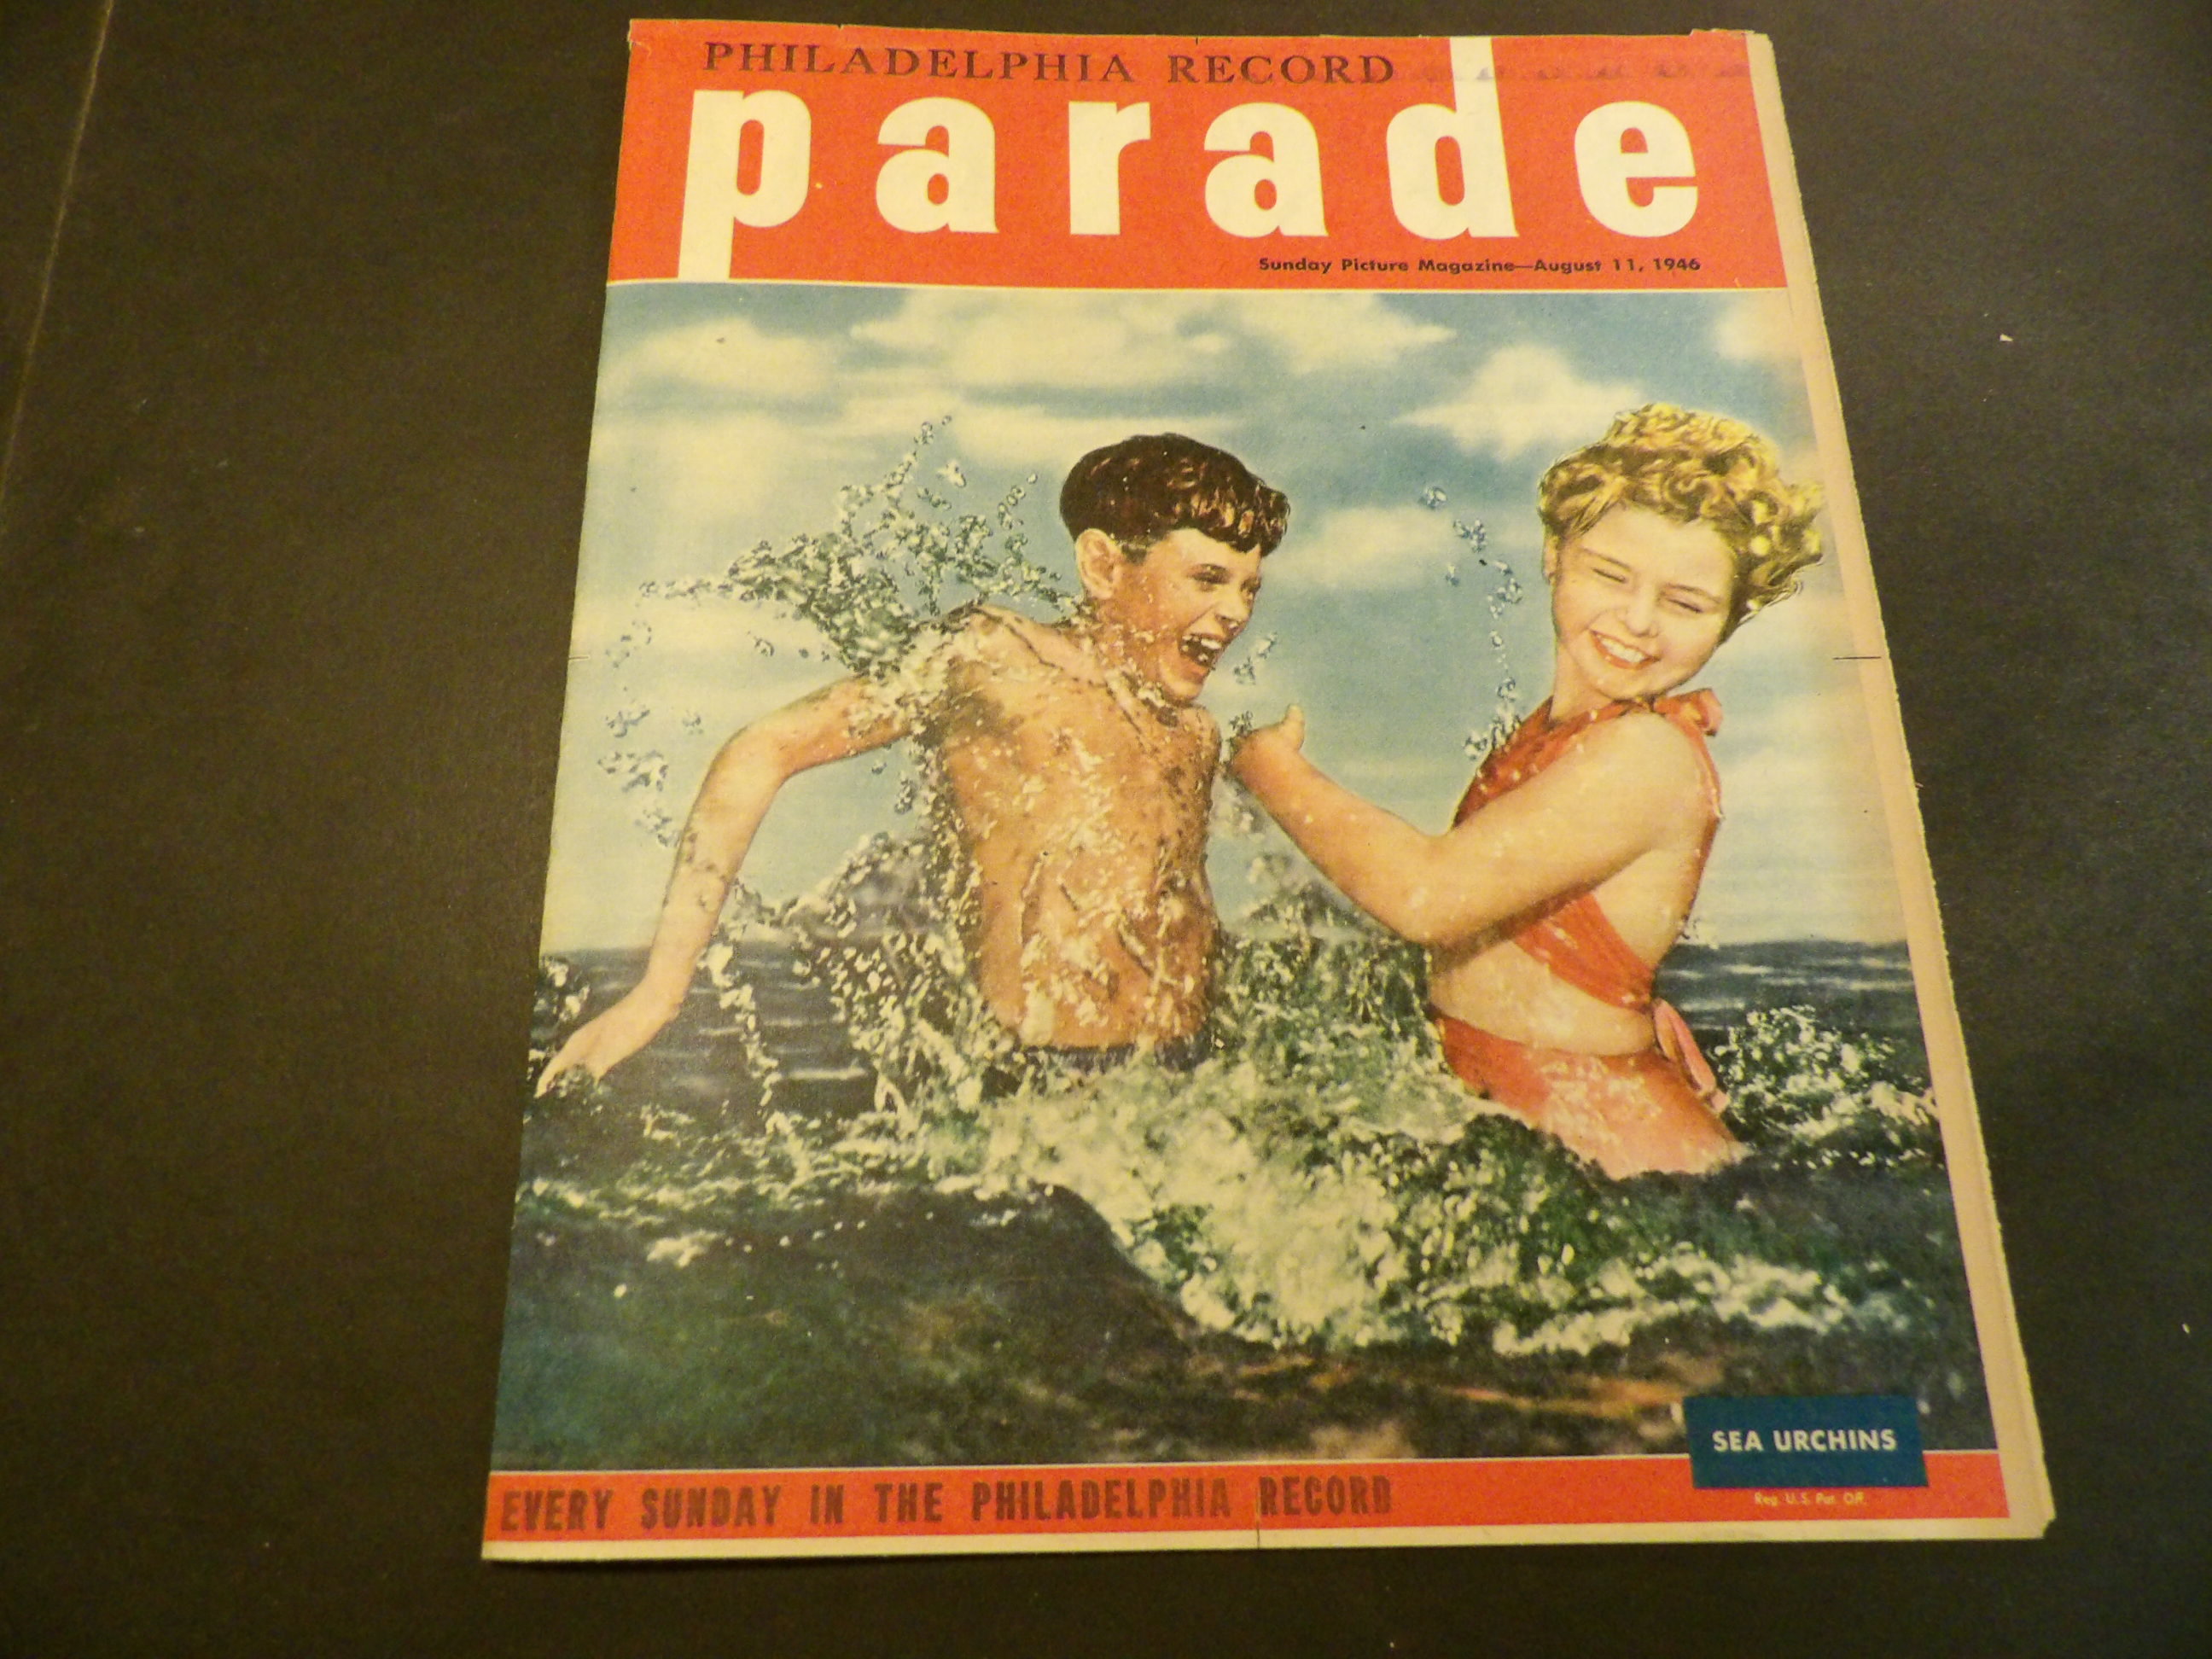 PHILADELPHIA RECORD
parade
Sunday Picture Magazine—August 11, 1946
SEA URCHINS
Reg. U.S. Pat. Off.
EVERY SUNDAY IN THE PHILADELPHIA RECORD